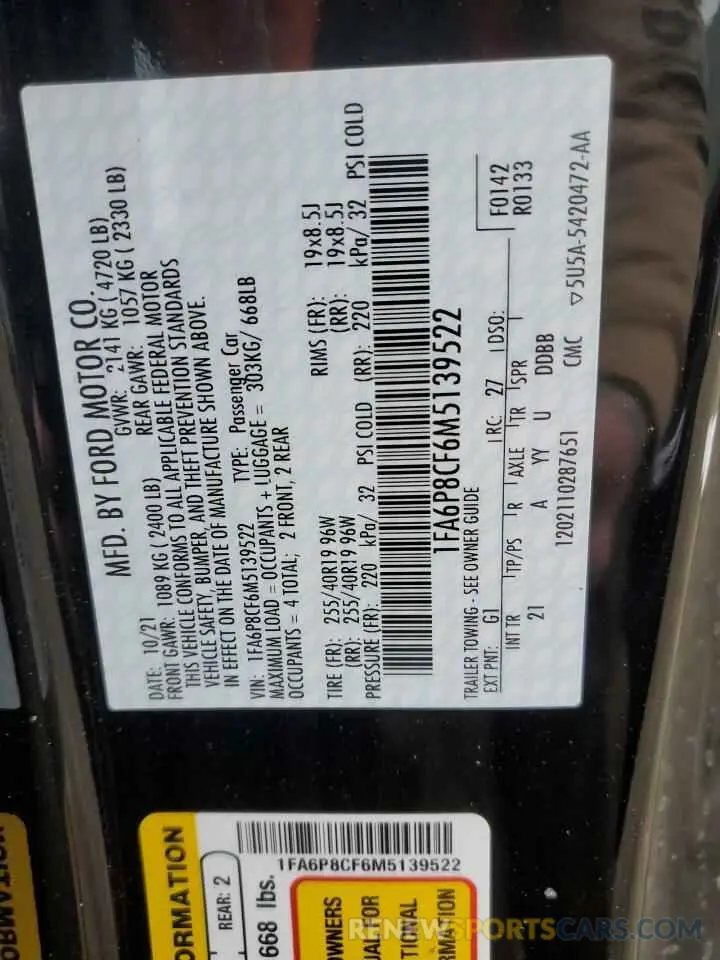 MFD. BY FORD MOTOR CO.
DATE: 10/21 GVWR: 2141 KG ( 4720 LB)
FRONT GAWR: 1089 KG ( 2400 LB) REAR GAWR: 1057 KG ( 2330 LB)
THIS VEHICLE CONFORMS TO ALL APPLICABLE FEDERAL MOTOR
VEHICLE SAFETY, BUMPER, AND THEFT PREVENTION STANDARDS
IN EFFECT ON THE DATE OF MANUFACTURE SHOWN ABOVE.
VIN: 1FA6P8CF6M5139522 TYPE: Passenger Car
MAXIMUM LOAD = OCCUPANTS + LUGGAGE = 303KG/ 668LB
OCCUPANTS = 4 TOTAL; 2 FRONT, 2 REAR
TIRE (FR): 255/40R19 96W RIMS (FR): 19x8.5J
(RR): 255/40R19 96W (RR): 19x8.5J
PRESSURE (FR): 220 kPa/ 32 PSI COLD (RR): 220 kPa/ 32 PSI COLD
1FA6P8CF6M5139522
TRAILER TOWING - SEE OWNER GUIDE
F0142
R0133
EXT PNT: G1 RC: 27 DSO:
INT TR TP/PS R AXLE TR SPR
21 A YY U DDBB
1202110287651 CMC
5U5A-5420472-AA
ORMATION
REAR: 2
668 lbs.
1FA6P8CF6M5139522
OWNERS
UAL FOR
TIONAL
RMATION
RENEWSPORTSCARS.COM